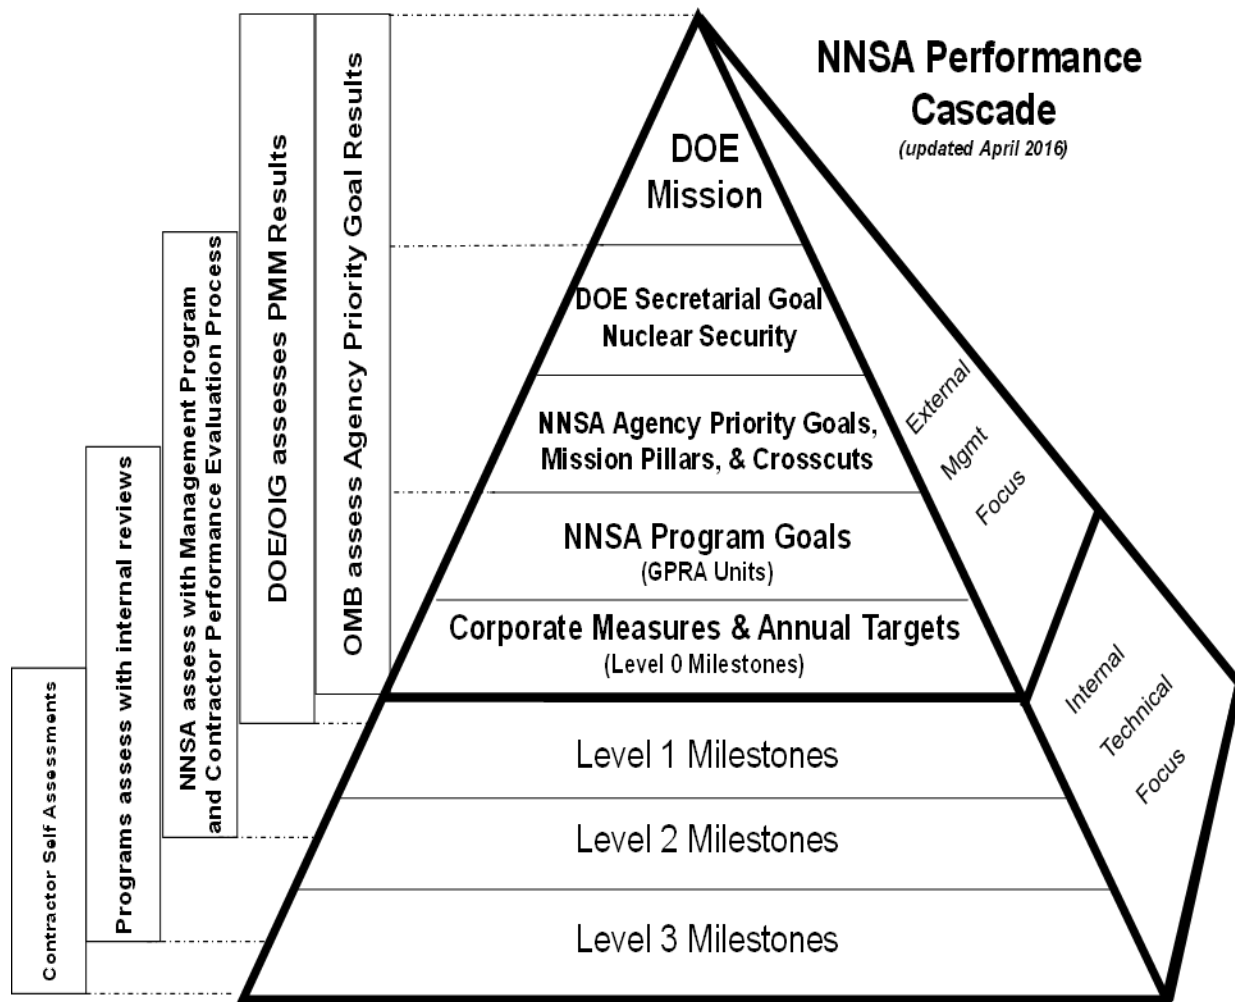 NNSA Performance
Cascade
(updated April 2016)
DOE
Mission
DOE Secretarial Goal
Nuclear Security
NNSA Agency Priority Goals,
Mission Pillars, & Crosscuts
NNSA Program Goals
(GPRA Units)
Corporate Measures & Annual Targets
(Level 0 Milestones)
Level 1 Milestones
Level 2 Milestones
Level 3 Milestones
External
Mgmt
Focus
Internal
Technical
Focus
Contractor Self Assessments
Programs assess with internal reviews
NNSA assess with Management Program
and Contractor Performance Evaluation Process
DOE/OIG assesses PMM Results
OMB assess Agency Priority Goal Results